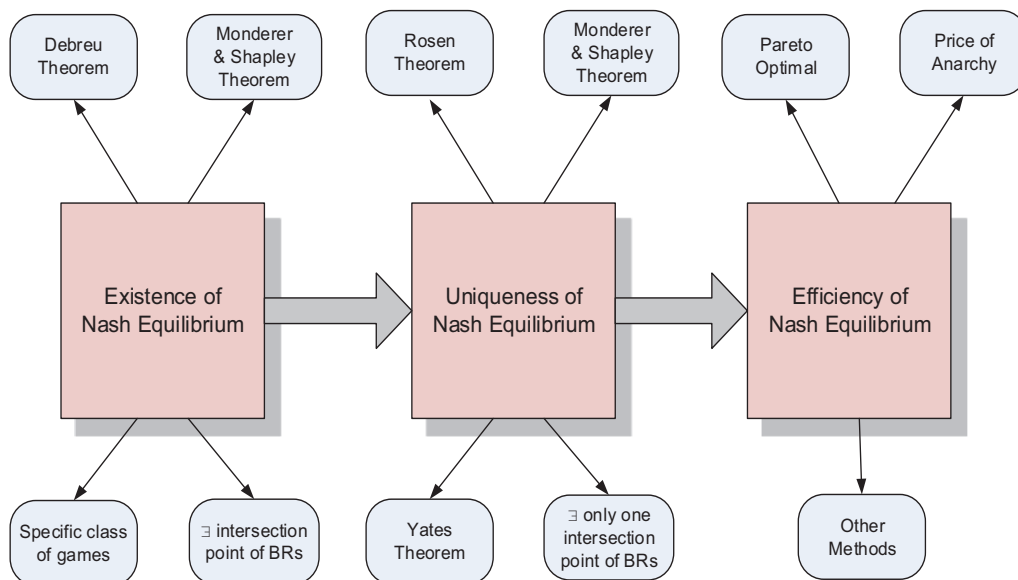 Debreu
Theorem
Monderer
& Shapley
Theorem
Rosen
Theorem
Monderer
& Shapley
Theorem
Pareto
Optimal
Price of
Anarchy
Existence of
Nash Equilibrium
Uniqueness of
Nash Equilibrium
Efficiency of
Nash Equilibrium
Specific class
of games
∃ intersection
point of BRs
Yates
Theorem
∃ only one
intersection
point of BRs
Other
Methods